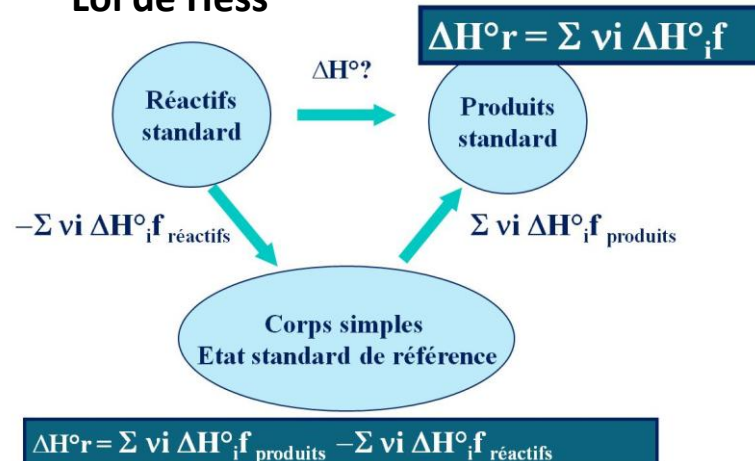 Loi de Hess
ΔH°r = Σ νi ΔH°ᵢf
ΔH°?
Réactifs
standard
Produits
standard
−Σ νi ΔH°ᵢf réactifs
Σ νi ΔH°ᵢf produits
Corps simples
Etat standard de référence
ΔH°r = Σ νi ΔH°ᵢf produits −Σ νi ΔH°ᵢf réactifs